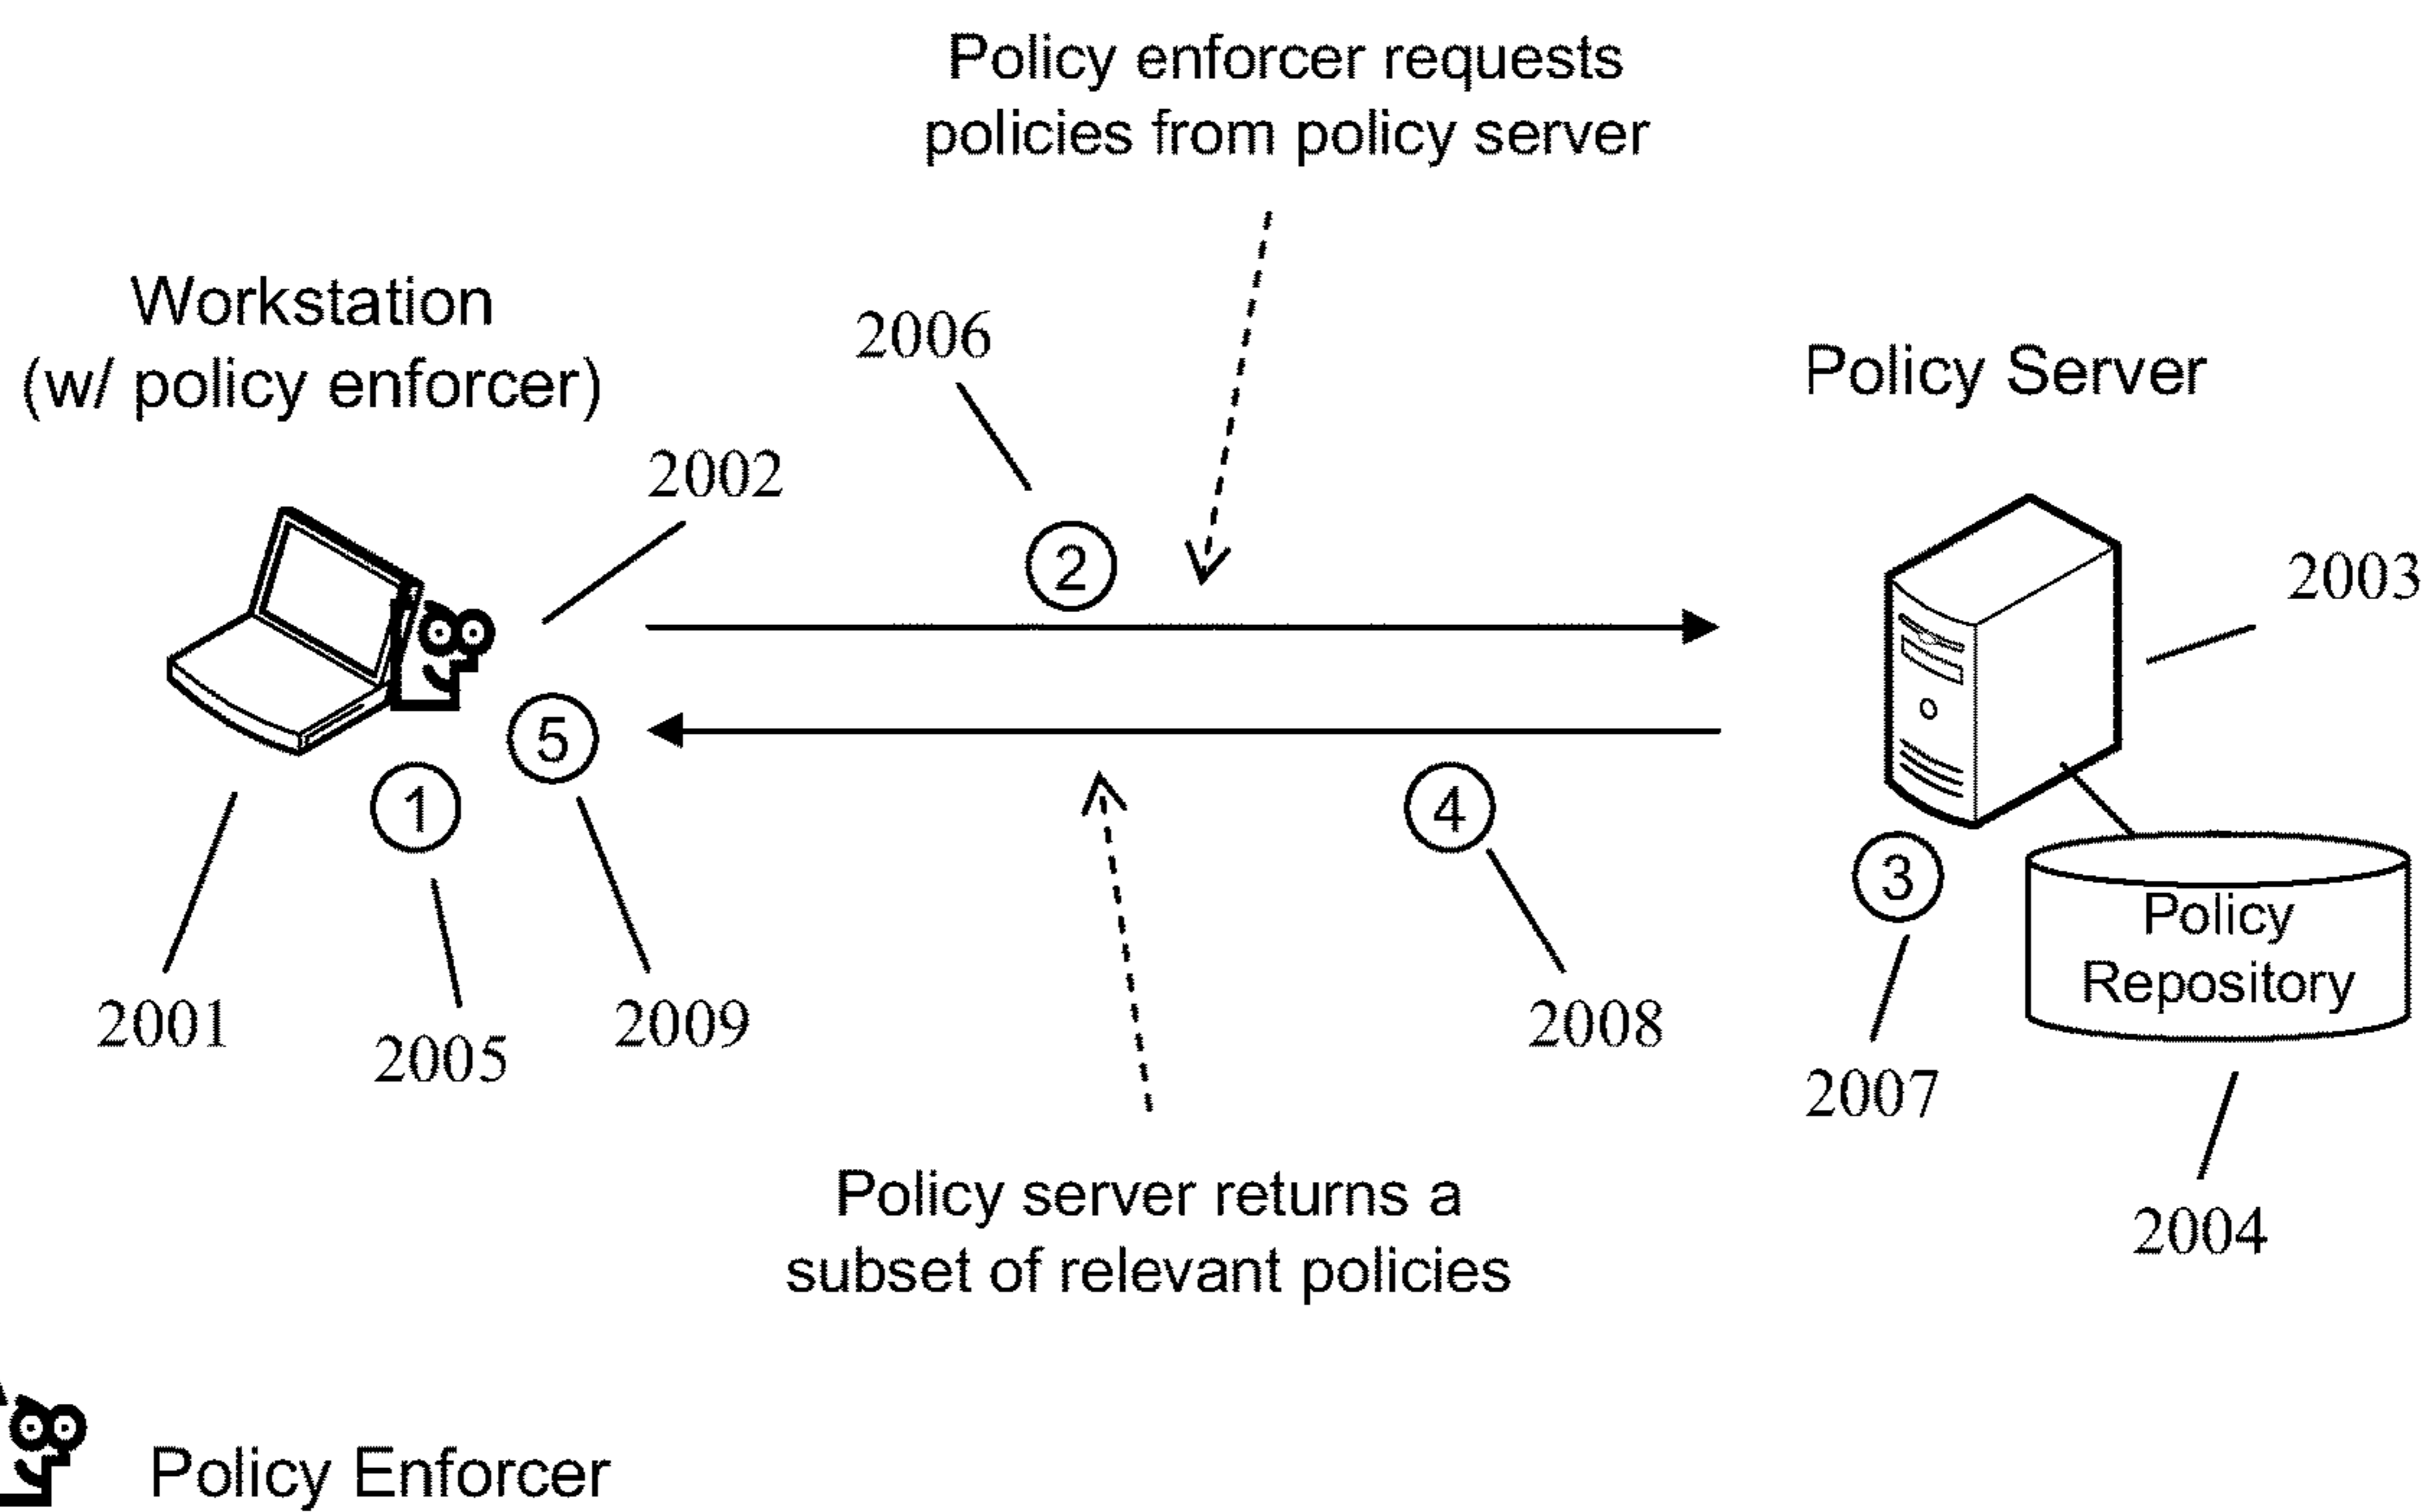 Policy enforcer requests
policies from policy server
Workstation
(w/ policy enforcer)
2006
Policy Server
2002
2003
2
5
1
4
3
Policy
Repository
2001
2005
2009
2008
2007
2004
Policy server returns a
subset of relevant policies
Policy Enforcer